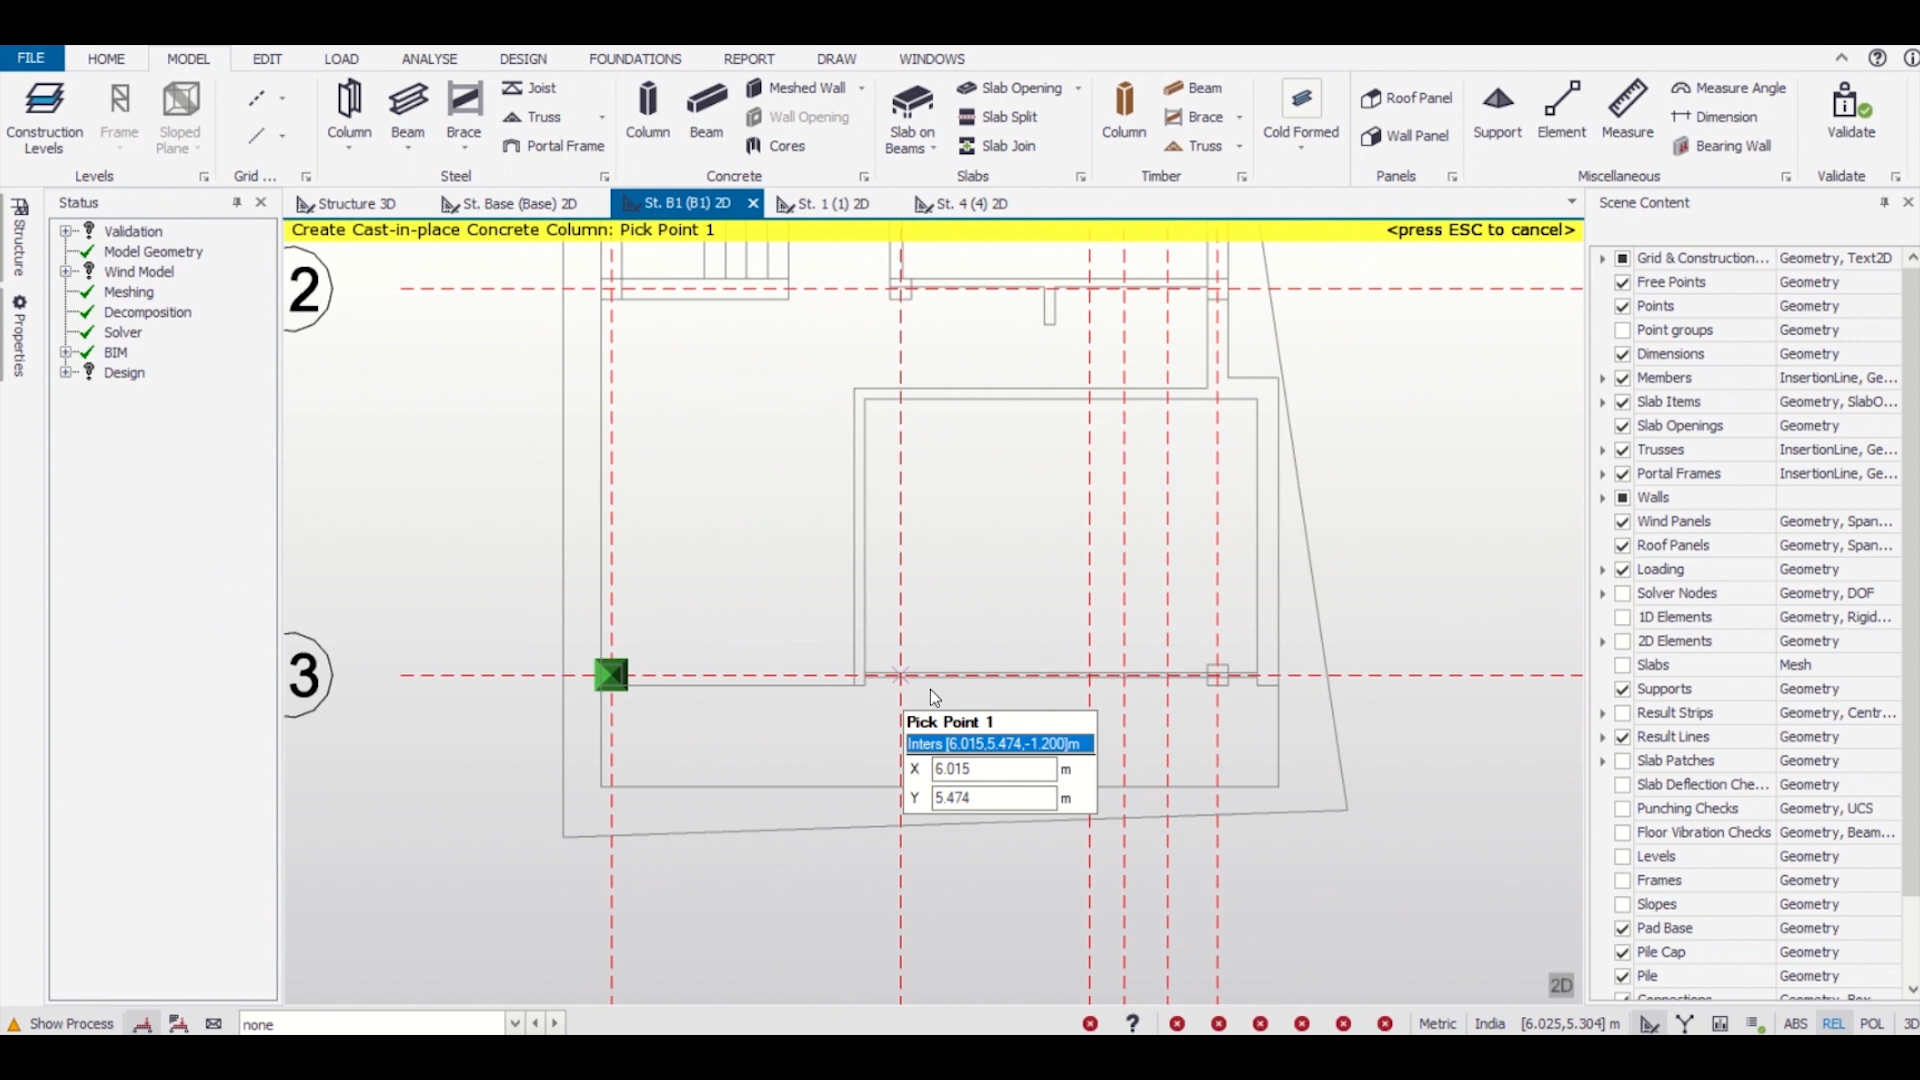 FILE HOME MODEL EDIT LOAD ANALYSE DESIGN FOUNDATIONS REPORT DRAW WINDOWS
Construction Levels
Frame
Sloped Plane
Levels
Grid ...
Column
Beam
Brace
Joist
Truss
Portal Frame
Steel
Column
Beam
Meshed Wall
Wall Opening
Cores
Concrete
Slab on Beams
Slab Opening
Slab Split
Slab Join
Slabs
Column
Beam
Brace
Truss
Timber
Cold Formed
Roof Panel
Wall Panel
Panels
Support
Element
Measure
Measure Angle
Dimension
Bearing Wall
Miscellaneous
Validate
Validate
Structure
Properties
Status
Validation
Model Geometry
Wind Model
Meshing
Decomposition
Solver
BIM
Design
Structure 3D
St. Base (Base) 2D
St. B1 (B1) 2D
St. 1 (1) 2D
St. 4 (4) 2D
Create Cast-in-place Concrete Column: Pick Point 1 <press ESC to cancel>
2
3
Pick Point 1
Inters [6.015,5.474,-1.200]m
X 6.015 m
Y 5.474 m
2D
Scene Content
Grid & Construction... Geometry, Text2D
Free Points Geometry
Points Geometry
Point groups Geometry
Dimensions Geometry
Members InsertionLine, Ge...
Slab Items Geometry, SlabO...
Slab Openings Geometry
Trusses InsertionLine, Ge...
Portal Frames InsertionLine, Ge...
Walls
Wind Panels Geometry, Span...
Roof Panels Geometry, Span...
Loading Geometry
Solver Nodes Geometry, DOF
1D Elements Geometry, Rigid...
2D Elements Geometry
Slabs Mesh
Supports Geometry
Result Strips Geometry, Centr...
Result Lines Geometry
Slab Patches Geometry
Slab Deflection Che... Geometry
Punching Checks Geometry, UCS
Floor Vibration Checks Geometry, Beam...
Levels Geometry
Frames Geometry
Slopes Geometry
Pad Base Geometry
Pile Cap Geometry
Pile Geometry
Connections Geometry, Box
Show Process none Metric India [6.025,5.304] m ABS REL POL 3D